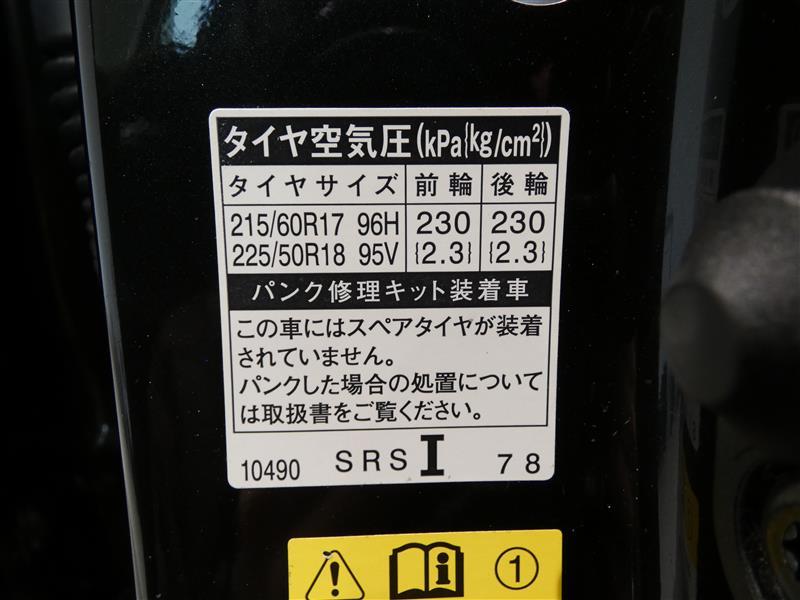 タイヤ空気圧(kPa{kg/cm²})
タイヤサイズ 前輪 後輪
215/60R17 96H 230 230
225/50R18 95V {2.3} {2.3}
パンク修理キット装着車
この車にはスペアタイヤが装着
されていません。
パンクした場合の処置について
は取扱書をご覧ください。
10490 SRS I 78
! i 1